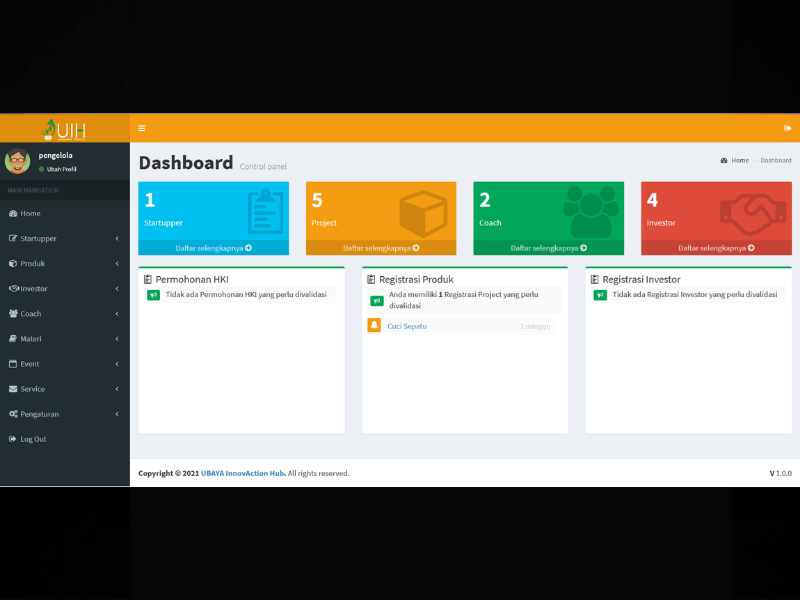 UIH
pengelola
Ubah Profil
MAIN NAVIGATION
Home
Startupper
Produk
Investor
Coach
Materi
Event
Service
Pengaturan
Log Out
Dashboard Control panel
Home > Dashboard
1
Startupper
Daftar selengkapnya
5
Project
Daftar selengkapnya
2
Coach
Daftar selengkapnya
4
Investor
Daftar selengkapnya
Permohonan HKI
Tidak ada Permohonan HKI yang perlu divalidasi
Registrasi Produk
Anda memiliki 1 Registrasi Project yang perlu
divalidasi
Cuci Sepatu 1 minggu
Registrasi Investor
Tidak ada Registrasi Investor yang perlu divalidasi
Copyright © 2021 UBAYA InnovAction Hub. All rights reserved.
V 1.0.0